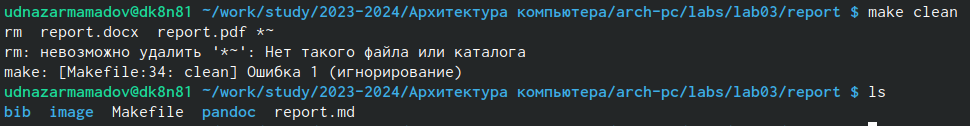 udnazarmamadov@dk8n81 ~/work/study/2023-2024/Архитектура компьютера/arch-pc/labs/lab03/report $ make clean
rm  report.docx  report.pdf *~
rm: невозможно удалить '*~': Нет такого файла или каталога
make: [Makefile:34: clean] Ошибка 1 (игнорирование)
udnazarmamadov@dk8n81 ~/work/study/2023-2024/Архитектура компьютера/arch-pc/labs/lab03/report $ ls
bib  image  Makefile  pandoc  report.md